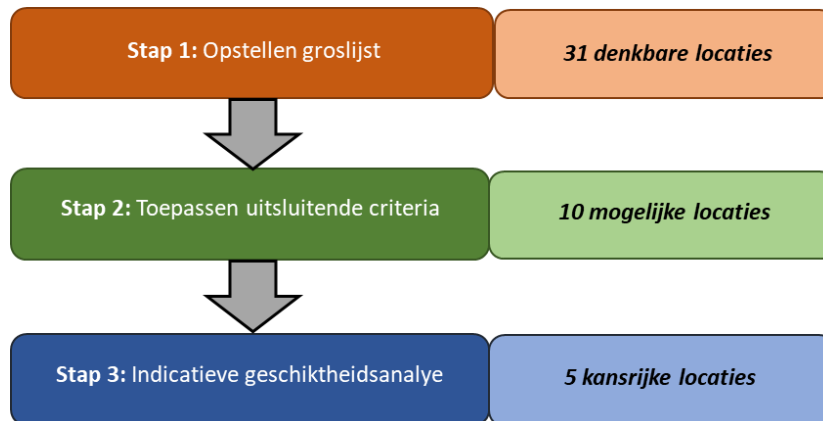 Stap 1: Opstellen groslijst
31 denkbare locaties
Stap 2: Toepassen uitsluitende criteria
10 mogelijke locaties
Stap 3: Indicatieve geschiktheidsanalye
5 kansrijke locaties